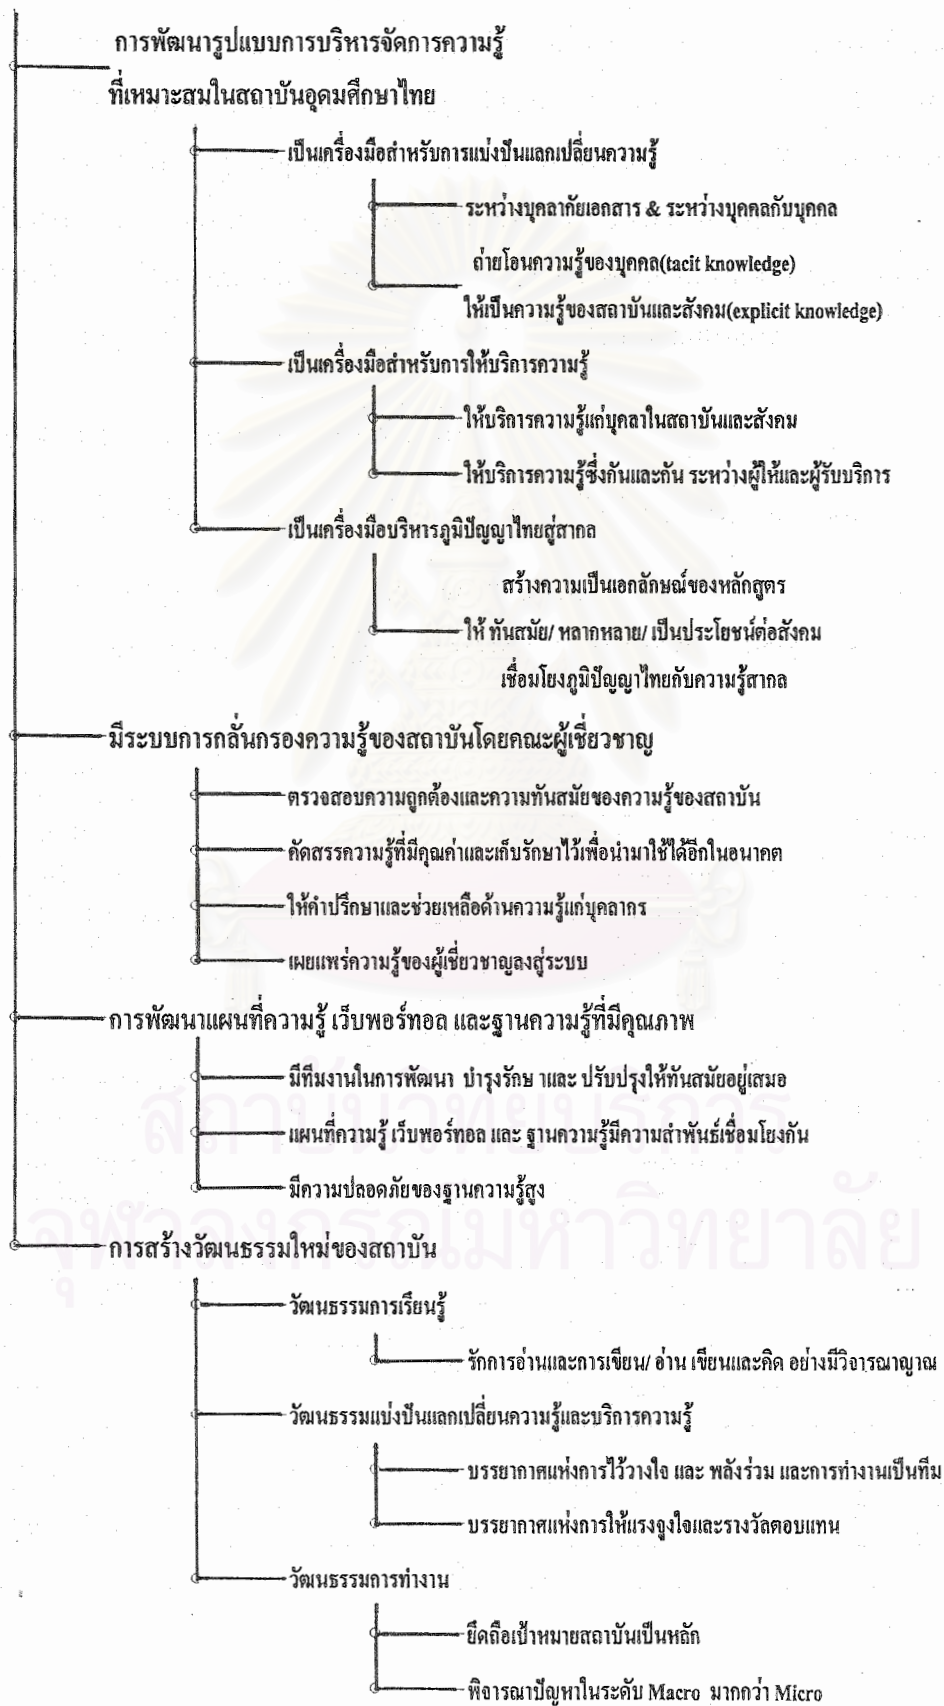 การพัฒนารูปแบบการบริหารจัดการความรู้
ที่เหมาะสมในสถาบันอุดมศึกษาไทย
เป็นเครื่องมือสำหรับการแบ่งปันแลกเปลี่ยนความรู้
ระหว่างบุคลากัยเอกสาร & ระหว่างบุคคลกับบุคคล
ถ่ายโอนความรู้ของบุคคล(tacit knowledge)
ให้เป็นความรู้ของสถาบันและสังคม(explicit knowledge)
เป็นเครื่องมือสำหรับการให้บริการความรู้
ให้บริการความรู้แก่บุคลาในสถาบันและสังคม
ให้บริการความรู้ซึ่งกันและกัน ระหว่างผู้ให้และผู้รับบริการ
เป็นเครื่องมือบริหารภูมิปัญญาไทยสู่สากล
สร้างความเป็นเอกลักษณ์ของหลักสูตร
ให้ ทันสมัย/ หลากหลาย/ เป็นประโยชน์ต่อสังคม
เชื่อมโยงภูมิปัญญาไทยกับความรู้สากล
มีระบบการกลั่นกรองความรู้ของสถาบันโดยคณะผู้เชี่ยวชาญ
ตรวจสอบความถูกต้องและความทันสมัยของความรู้ของสถาบัน
คัดสรรความรู้ที่มีคุณค่าและเก็บรักษาไว้เพื่อนำมาใช้ได้อีกในอนาคต
ให้คำปรึกษาและช่วยเหลือด้านความรู้แก่บุคลากร
เผยแพร่ความรู้ของผู้เชี่ยวชาญลงสู่ระบบ
การพัฒนาแผนที่ความรู้ เว็บพอร์ทอล และฐานความรู้ที่มีคุณภาพ
มีทีมงานในการพัฒนา บำรุงรักษ าและ ปรับปรุงให้ทันสมัยอยู่เสมอ
แผนที่ความรู้ เว็บพอร์ทอล และ ฐานความรู้มีความสำพันธ์เชื่อมโยงกัน
มีความปลอดภัยของฐานความรู้สูง
สถาบันวิทยบริการ
จุฬาลงกรณ์มหาวิทยาลัย
การสร้างวัฒนธรรมใหม่ของสถาบัน
วัฒนธรรมการเรียนรู้
รักการอ่านและการเขียน/ อ่าน เขียนและคิด อย่างมีวิจารณาญาณ
วัฒนธรรมแบ่งปันแลกเปลี่ยนความรู้และบริการความรู้
บรรยากาศแห่งการไว้วางใจ และ พลังร่วม และการทำงานเป็นทีม
บรรยากาศแห่งการให้แรงจูงใจและรางวัลตอบแทน
วัฒนธรรมการทำงาน
ยึดถือเป้าหมายสถาบันเป็นหลัก
พิจารณาปัญหาในระดับ Macro มากกว่า Micro